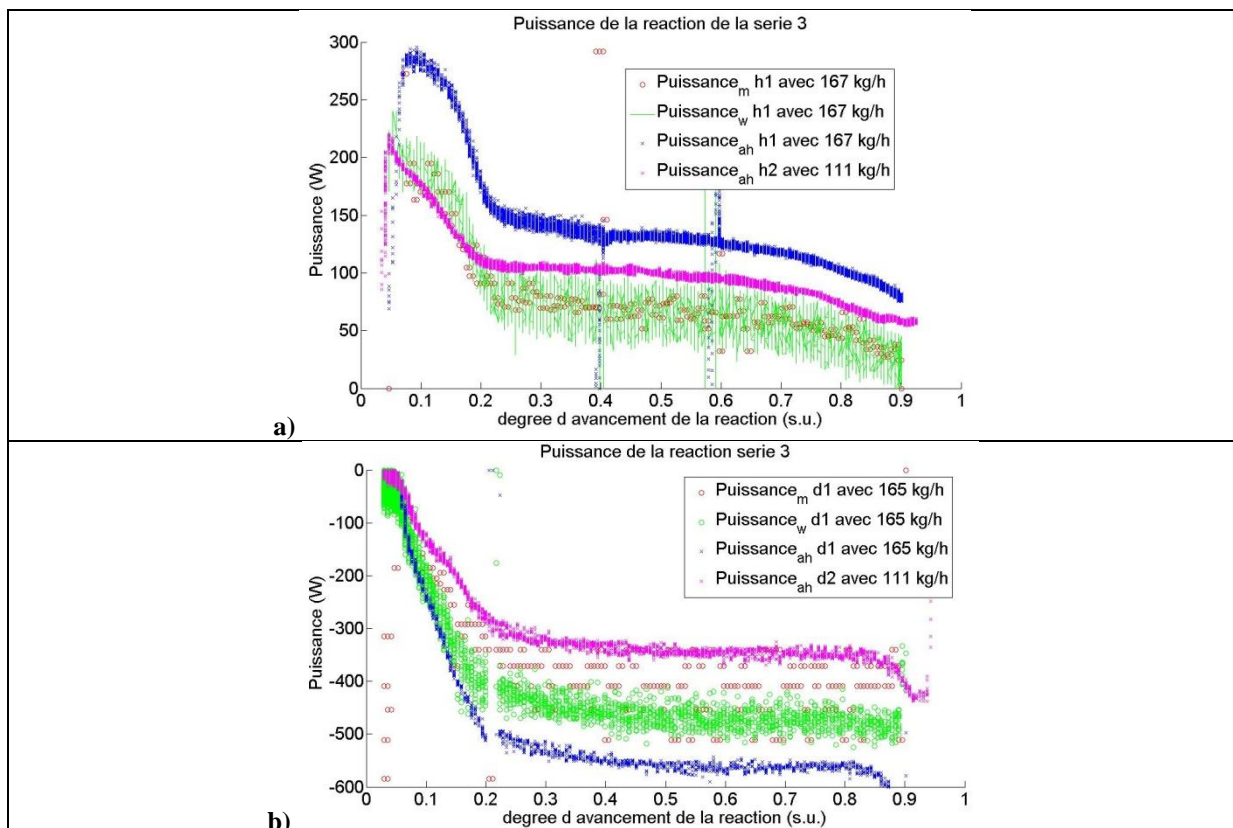 Puissance de la reaction de la serie 3
300
250
200
150
100
50
0
Puissance (W)
Puissance_m h1 avec 167 kg/h
Puissance_w h1 avec 167 kg/h
Puissance_ah h1 avec 167 kg/h
Puissance_ah h2 avec 111 kg/h
0 0.1 0.2 0.3 0.4 0.5 0.6 0.7 0.8 0.9 1
degree d avancement de la reaction (s.u.)
a)
Puissance de la reaction serie 3
0
-100
-200
-300
-400
-500
-600
Puissance (W)
Puissance_m d1 avec 165 kg/h
Puissance_w d1 avec 165 kg/h
Puissance_ah d1 avec 165 kg/h
Puissance_ah d2 avec 111 kg/h
0 0.1 0.2 0.3 0.4 0.5 0.6 0.7 0.8 0.9 1
degree d avancement de la reaction (s.u.)
b)